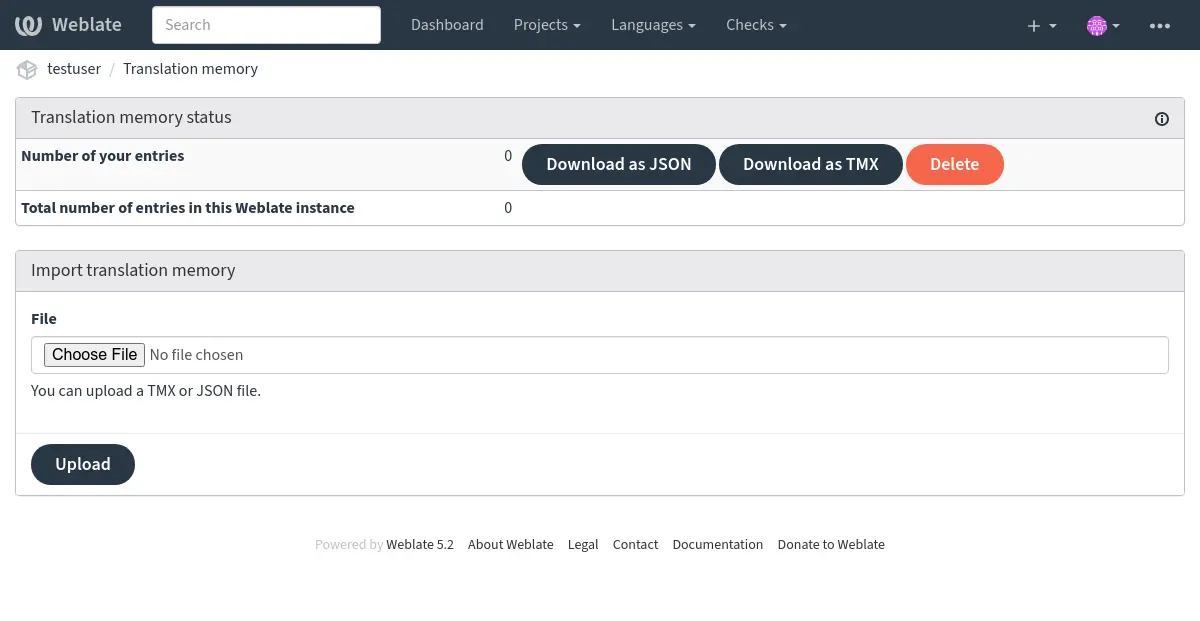 Weblate Search Dashboard Projects Languages Checks
testuser / Translation memory
Translation memory status
Number of your entries 0 Download as JSON Download as TMX Delete
Total number of entries in this Weblate instance 0
Import translation memory
File
Choose File No file chosen
You can upload a TMX or JSON file.
Upload
Powered by Weblate 5.2 About Weblate Legal Contact Documentation Donate to Weblate